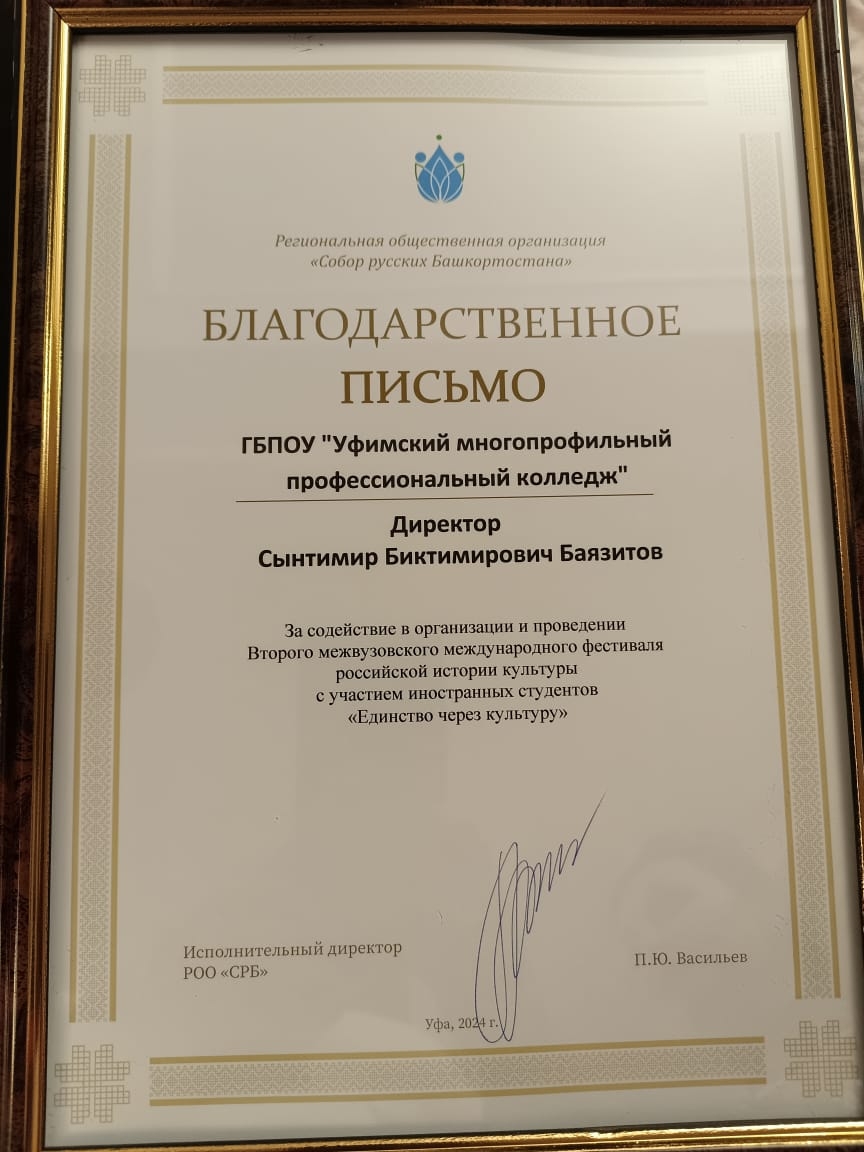 Региональная общественная организация
«Собор русских Башкортостана»
БЛАГОДАРСТВЕННОЕ
ПИСЬМО
ГБПОУ "Уфимский многопрофильный
профессиональный колледж"
Директор
Сынтимир Биктимирович Баязитов
За содействие в организации и проведении
Второго межвузовского международного фестиваля
российской истории культуры
с участием иностранных студентов
«Единство через культуру»
Исполнительный директор
РОО «СРБ»
П.Ю. Васильев
Уфа, 2024 г.